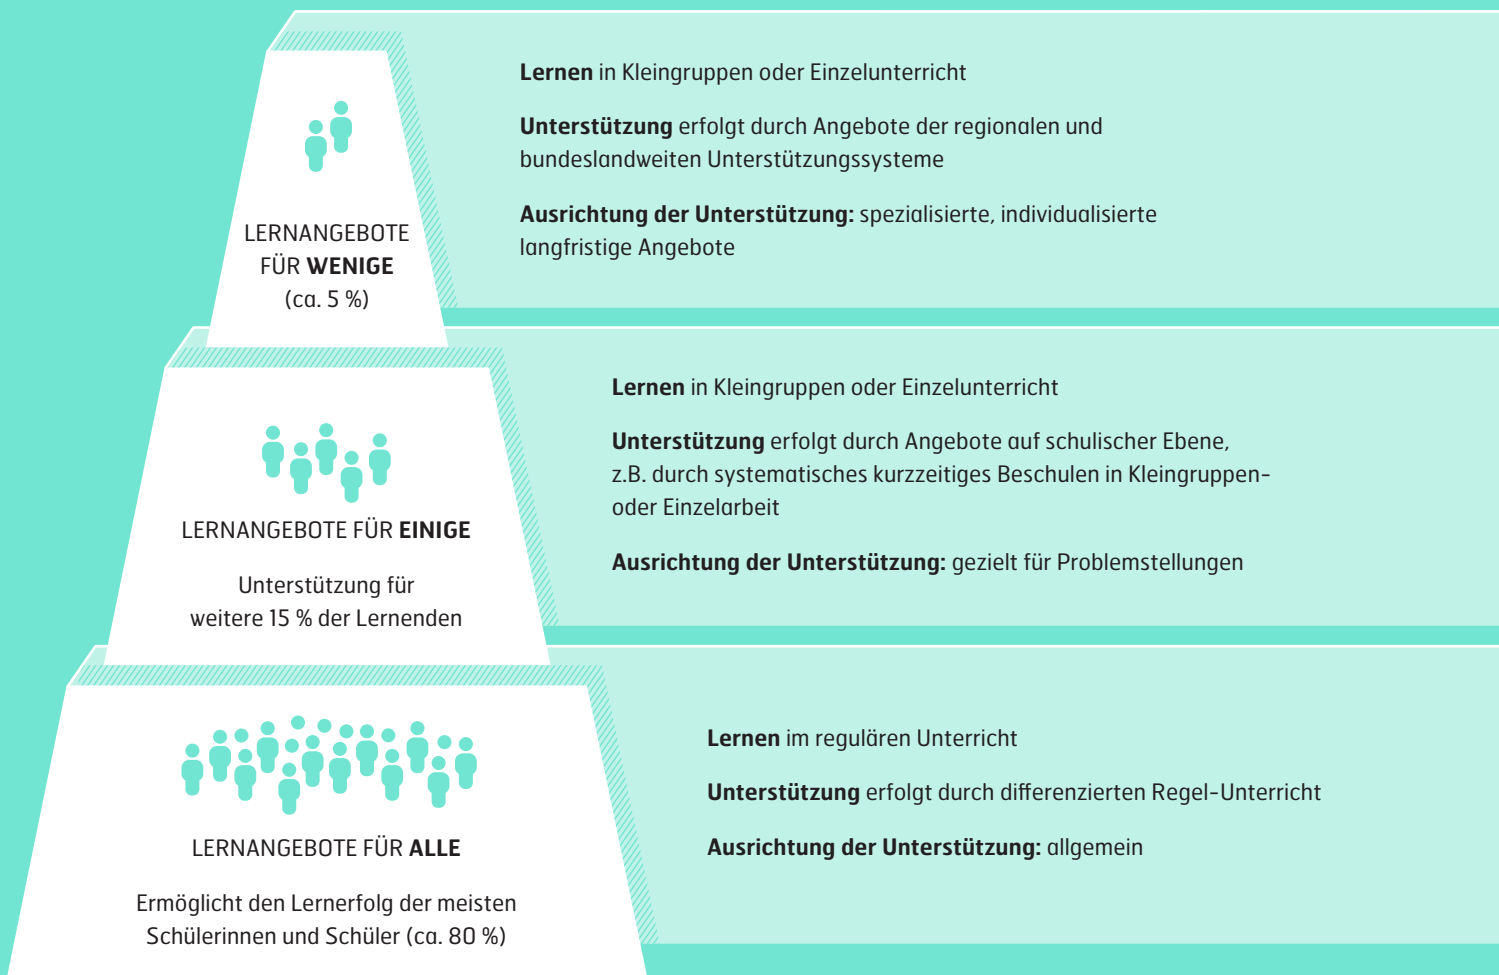 LERNANGEBOTE
FÜR WENIGE
(ca. 5 %)
Lernen in Kleingruppen oder Einzelunterricht
Unterstützung erfolgt durch Angebote der regionalen und
bundeslandweiten Unterstützungssysteme
Ausrichtung der Unterstützung: spezialisierte, individualisierte
langfristige Angebote
LERNANGEBOTE FÜR EINIGE
Unterstützung für
weitere 15 % der Lernenden
Lernen in Kleingruppen oder Einzelunterricht
Unterstützung erfolgt durch Angebote auf schulischer Ebene,
z.B. durch systematisches kurzzeitiges Beschulen in Kleingruppen-
oder Einzelarbeit
Ausrichtung der Unterstützung: gezielt für Problemstellungen
LERNANGEBOTE FÜR ALLE
Ermöglicht den Lernerfolg der meisten
Schülerinnen und Schüler (ca. 80 %)
Lernen im regulären Unterricht
Unterstützung erfolgt durch differenzierten Regel-Unterricht
Ausrichtung der Unterstützung: allgemein